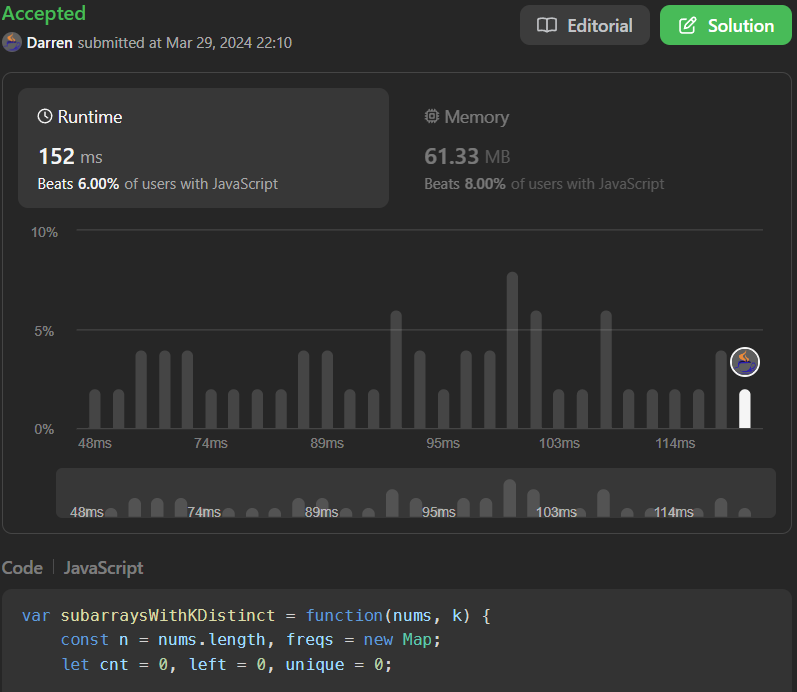 Accepted
Editorial
Solution
Darren submitted at Mar 29, 2024 22:10
Runtime
Memory
152 ms
61.33 MB
Beats 6.00% of users with JavaScript
Beats 8.00% of users with JavaScript
10%
5%
0%
48ms 74ms 89ms 95ms 103ms 114ms
48ms 74ms 89ms 95ms 103ms 114ms
Code | JavaScript
var subarraysWithKDistinct = function(nums, k) {
    const n = nums.length, freqs = new Map;
    let cnt = 0, left = 0, unique = 0;